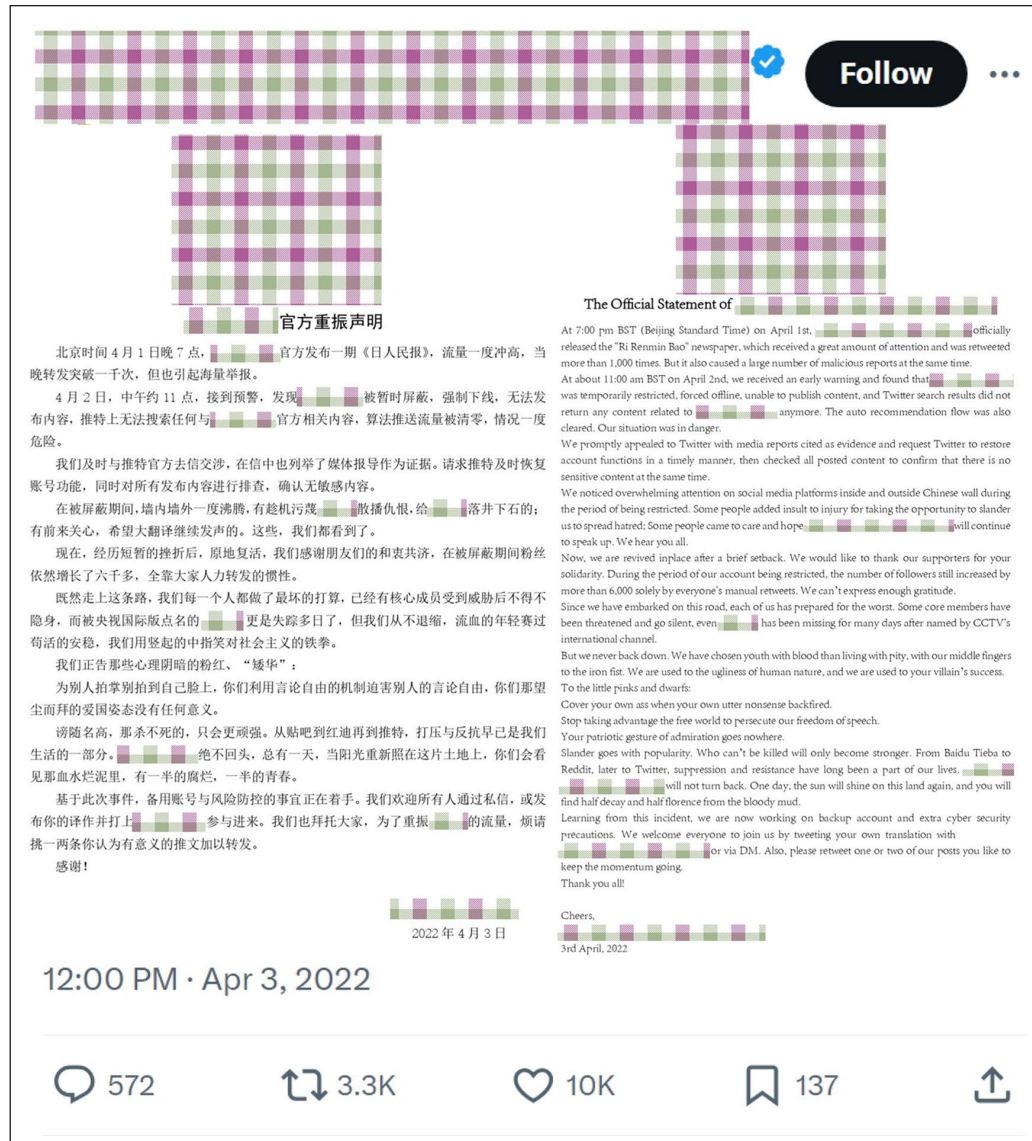 Follow
官方重振声明
北京时间 4 月 1 日晚 7 点，官方发布一期《日人民报》，流量一度冲高，当
晚转发突破一千次，但也引起海量举报。
4 月 2 日，中午约 11 点，接到预警，发现被暂时屏蔽，强制下线，无法发
布内容，推特上无法搜索任何与官方相关内容，算法推送流量被清零，情况一度
危险。
我们及时与推特官方去信交涉，在信中也列举了媒体报导作为证据。请求推特及时恢复
账号功能，同时对所有发布内容进行排查，确认无敏感内容。
在被屏蔽期间，墙内墙外一度沸腾，有趁机污蔑散播仇恨，给落井下石的；
有前来关心，希望大翻译继续发声的。这些，我们都看到了。
现在，经历短暂的挫折后，原地复活，我们感谢朋友们的和衷共济，在被屏蔽期间粉丝
依然增长了六千多，全靠大家人力转发的惯性。
既然走上这条路，我们每一个人都做了最坏的打算，已经有核心成员受到威胁后不得不
隐身，而被央视国际版点名的更是失踪多日了，但我们从不退缩，流血的年轻赛过
苟活的安稳，我们用竖起的中指笑对社会主义的铁拳。
我们正告那些心理阴暗的粉红、“矮华”：
为别人拍掌别拍到自己脸上，你们利用言论自由的机制迫害别人的言论自由，你们那望
尘而拜的爱国姿态没有任何意义。
谤随名高，那杀不死的，只会更顽强。从贴吧到红迪再到推特，打压与反抗早已是我们
生活的一部分。绝不回头，总有一天，当阳光重新照在这片土地上，你们会看
见那血水烂泥里，有一半的腐烂，一半的青春。
基于此次事件，备用账号与风险防控的事宜正在着手。我们欢迎所有人通过私信，或发
布你的译作并打上参与进来。我们也拜托大家，为了重振的流量，烦请
挑一两条你认为有意义的推文加以转发。
感谢！
2022 年 4 月 3 日
The Official Statement of
At 7:00 pm BST (Beijing Standard Time) on April 1st, officially
released the "Ri Renmin Bao" newspaper, which received a great amount of attention and was retweeted
more than 1,000 times. But it also caused a large number of malicious reports at the same time.
At about 11:00 am BST on April 2nd, we received an early warning and found that
was temporarily restricted, forced offline, unable to publish content, and Twitter search results did not
return any content related to anymore. The auto recommendation flow was also
cleared. Our situation was in danger.
We promptly appealed to Twitter with media reports cited as evidence and request Twitter to restore
account functions in a timely manner, then checked all posted content to confirm that there is no
sensitive content at the same time.
We noticed overwhelming attention on social media platforms inside and outside Chinese wall during
the period of being restricted. Some people added insult to injury for taking the opportunity to slander
us to spread hatred; Some people came to care and hope will continue
to speak up. We hear you all.
Now, we are revived inplace after a brief setback. We would like to thank our supporters for your
solidarity. During the period of our account being restricted, the number of followers still increased by
more than 6,000 solely by everyone's manual retweets. We can't express enough gratitude.
Since we have embarked on this road, each of us has prepared for the worst. Some core members have
been threatened and go silent, even has been missing for many days after named by CCTV's
international channel.
But we never back down. We have chosen youth with blood than living with pity, with our middle fingers
to the iron fist. We are used to the ugliness of human nature, and we are used to your villain's success.
To the little pinks and dwarfs:
Cover your own ass when your own utter nonsense backfired.
Stop taking advantage the free world to persecute our freedom of speech.
Your patriotic gesture of admiration goes nowhere.
Slander goes with popularity. Who can't be killed will only become stronger. From Baidu Tieba to
Reddit, later to Twitter, suppression and resistance have long been a part of our lives.
will not turn back. One day, the sun will shine on this land again, and you will
find half decay and half florence from the bloody mud.
Learning from this incident, we are now working on backup account and extra cyber security
precautions. We welcome everyone to join us by tweeting your own translation with
or via DM. Also, please retweet one or two of our posts you like to
keep the momentum going.
Thank you all!
Cheers,
3rd April, 2022
12:00 PM · Apr 3, 2022
572 3.3K 10K 137